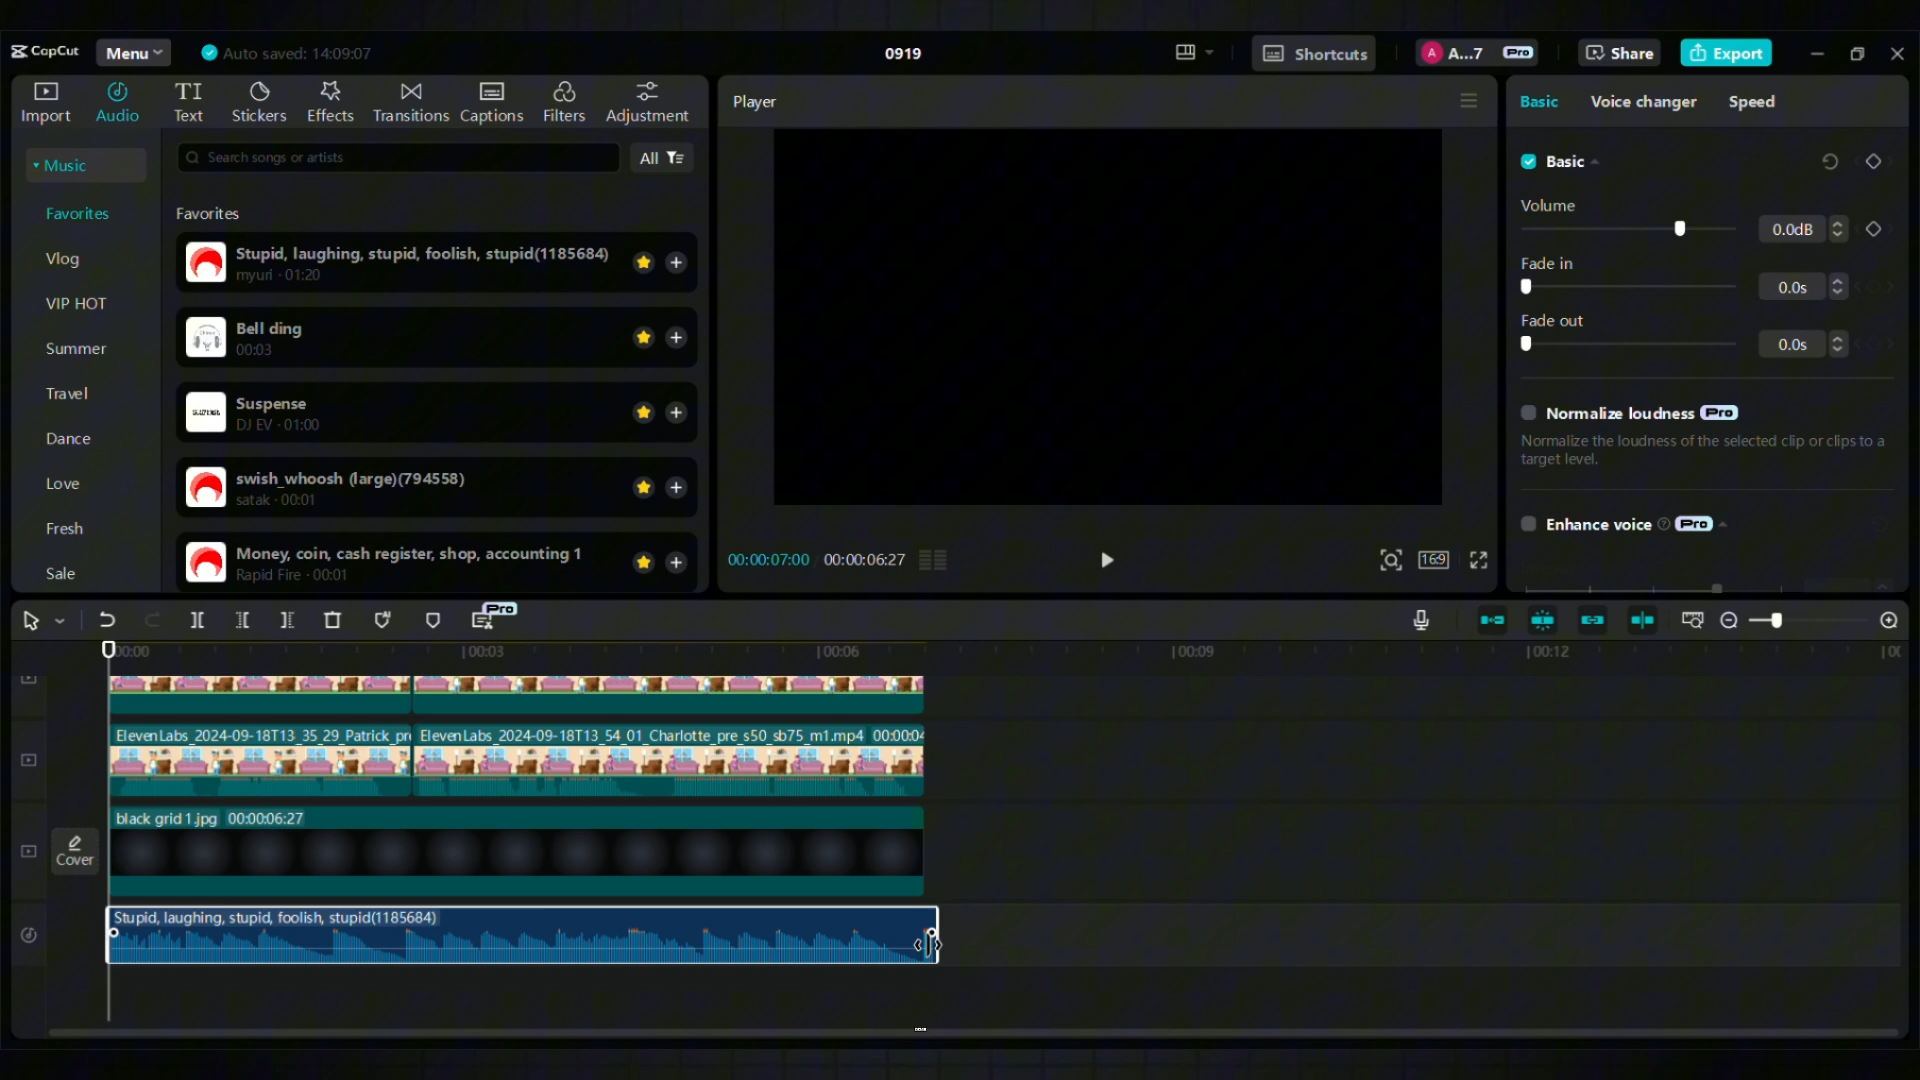 CapCut
Menu
Auto saved: 14:09:07
0919
Shortcuts
A...7
Pro
Share
Export
Import
Audio
TI
Text
Stickers
Effects
Transitions
Captions
Filters
Adjustment
Music
Favorites
Vlog
VIP HOT
Summer
Travel
Dance
Love
Fresh
Sale
Search songs or artists
All
Favorites
Stupid, laughing, stupid, foolish, stupid(1185684)
myuri · 01:20
Bell ding
00:03
Suspense
DJ EV · 01:00
swish_whoosh (large)(794558)
satak · 00:01
Money, coin, cash register, shop, accounting 1
Rapid Fire · 00:01
Player
00:00:07:00
00:00:06:27
16:9
Basic
Voice changer
Speed
Basic
Volume
0.0dB
Fade in
0.0s
Fade out
0.0s
Normalize loudness Pro
Normalize the loudness of the selected clip or clips to a
target level.
Enhance voice Pro
Pro
00:00
00:03
00:06
00:09
00:12
ElevenLabs_2024-09-18T13_35_29_Patrick_pre
ElevenLabs_2024-09-18T13_54_01_Charlotte_pre_s50_sb75_m1.mp4 00:00:04
black grid 1.jpg 00:00:06:27
Cover
Stupid, laughing, stupid, foolish, stupid(1185684)